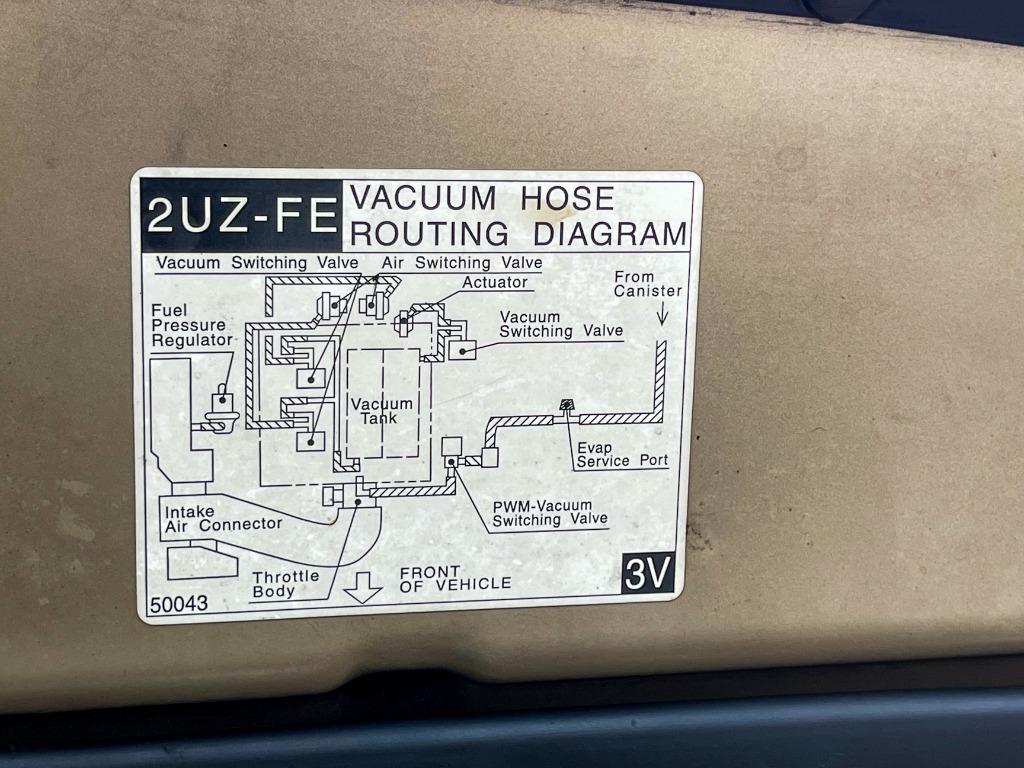 2UZ-FE
VACUUM HOSE
ROUTING DIAGRAM
Vacuum Switching Valve
Air Switching Valve
Actuator
From
Canister
Fuel
Pressure
Regulator
Vacuum
Switching Valve
Vacuum
Tank
Evap
Service Port
Intake
Air Connector
PWM-Vacuum
Switching Valve
Throttle
Body
FRONT
OF VEHICLE
3V
50043